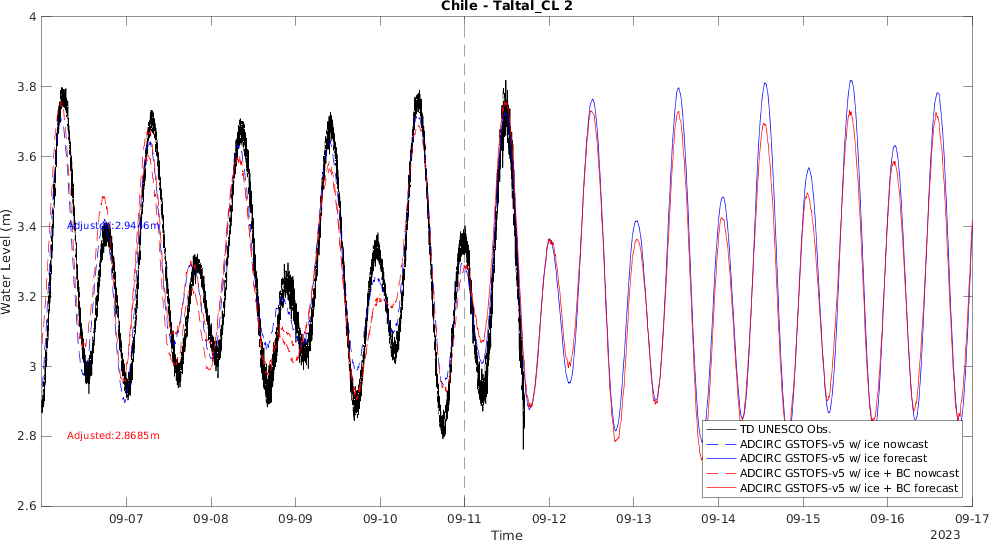 Chile - Taltal_CL 2
Water Level (m)
4
3.8
3.6
3.4
3.2
3
2.8
2.6
Adjusted:2.9446m
Adjusted:2.8685m
TD UNESCO Obs.
ADCIRC GSTOFS-v5 w/ ice nowcast
ADCIRC GSTOFS-v5 w/ ice forecast
ADCIRC GSTOFS-v5 w/ ice + BC nowcast
ADCIRC GSTOFS-v5 w/ ice + BC forecast
09-07 09-08 09-09 09-10 09-11 09-12 09-13 09-14 09-15 09-16 09-17
Time
2023